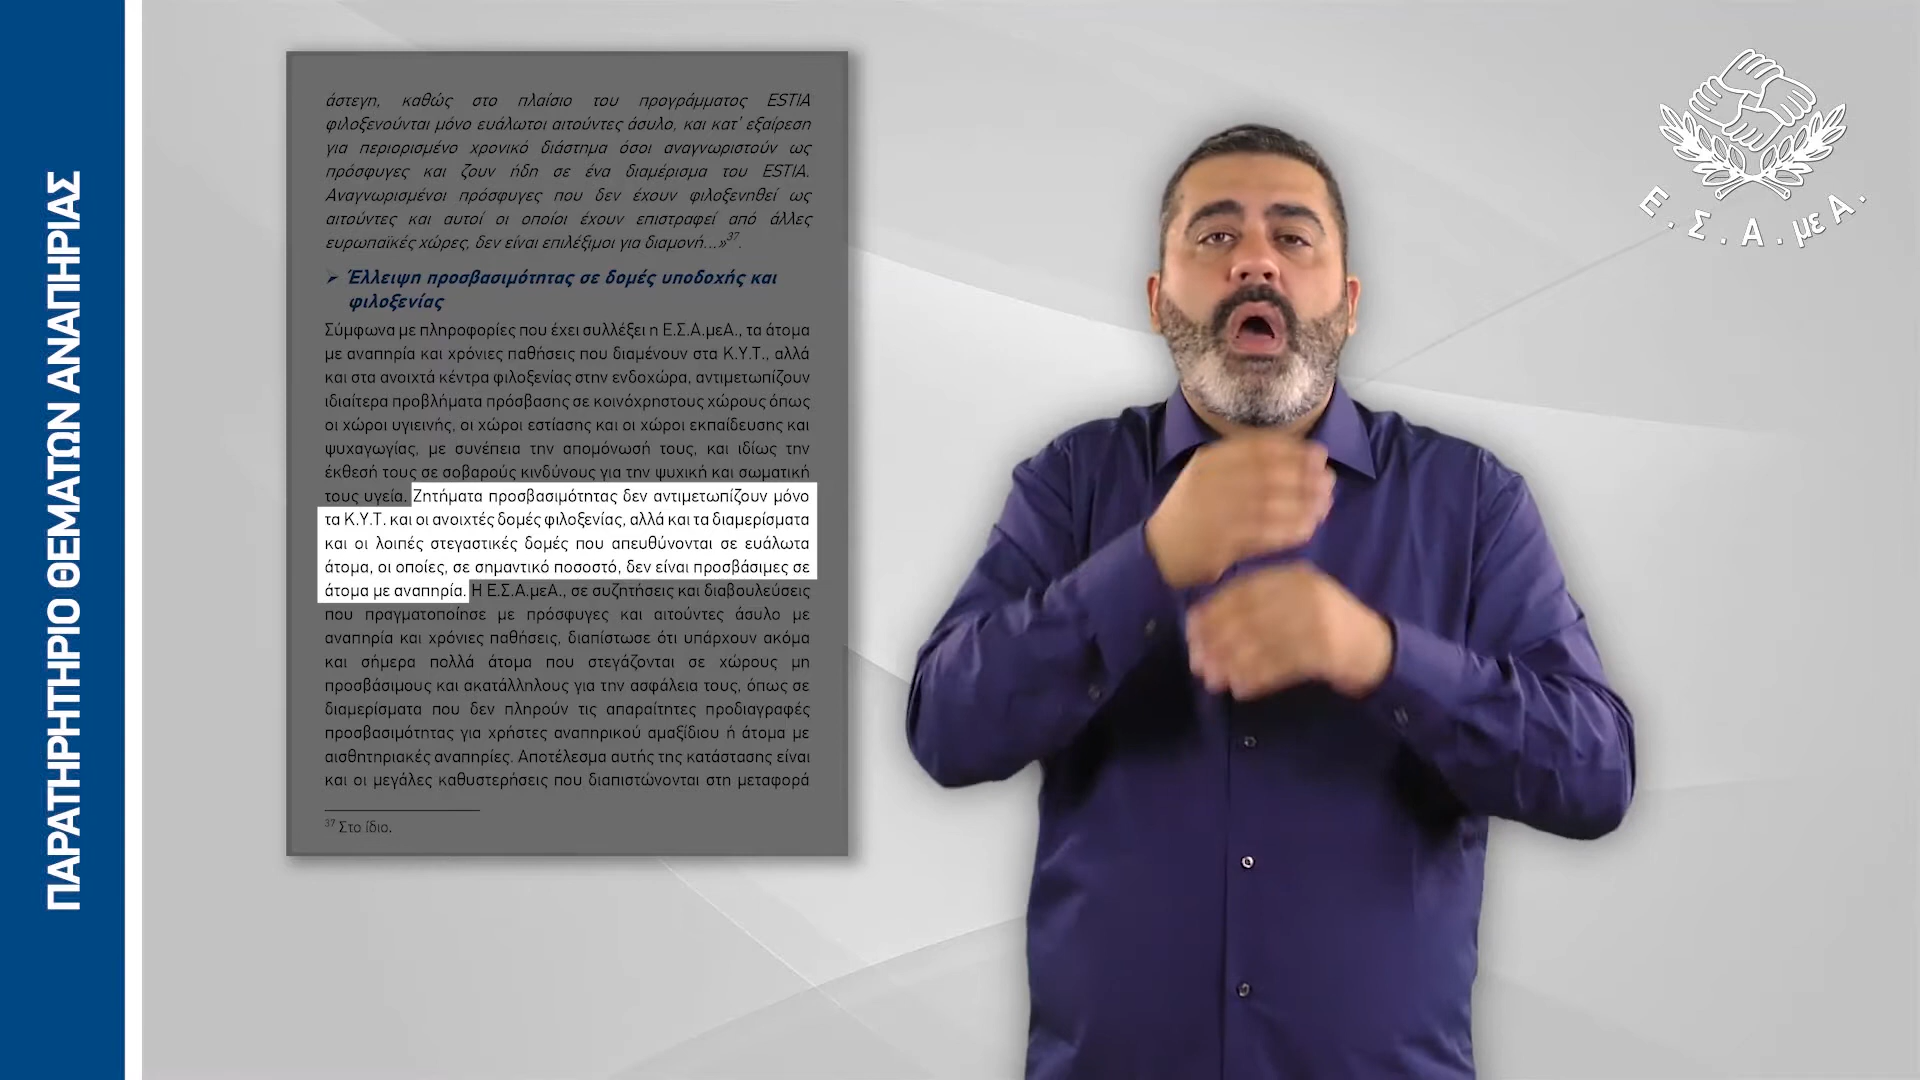 ΠΑΡΑΤΗΡΗΤΗΡΙΟ ΘΕΜΑΤΩΝ ΑΝΑΠΗΡΙΑΣ
άστεγη, καθώς στο πλαίσιο του προγράμματος ESTIA
φιλοξενούνται μόνο ευάλωτοι αιτούντες άσυλο, και κατ’ εξαίρεση
για περιορισμένο χρονικό διάστημα όσοι αναγνωριστούν ως
πρόσφυγες και ζουν ήδη σε ένα διαμέρισμα του ESTIA.
Αναγνωρισμένοι πρόσφυγες που δεν έχουν φιλοξενηθεί ως
αιτούντες και αυτοί οι οποίοι έχουν επιστραφεί από άλλες
ευρωπαϊκές χώρες, δεν είναι επιλέξιμοι για διαμονή...»37.
➢ Έλλειψη προσβασιμότητας σε δομές υποδοχής και
φιλοξενίας
Σύμφωνα με πληροφορίες που έχει συλλέξει η Ε.Σ.Α.μεΑ., τα άτομα
με αναπηρία και χρόνιες παθήσεις που διαμένουν στα Κ.Υ.Τ., αλλά
και στα ανοιχτά κέντρα φιλοξενίας στην ενδοχώρα, αντιμετωπίζουν
ιδιαίτερα προβλήματα πρόσβασης σε κοινόχρηστους χώρους όπως
οι χώροι υγιεινής, οι χώροι εστίασης και οι χώροι εκπαίδευσης και
ψυχαγωγίας, με συνέπεια την απομόνωσή τους, και ιδίως την
έκθεσή τους σε σοβαρούς κινδύνους για την ψυχική και σωματική
τους υγεία. Ζητήματα προσβασιμότητας δεν αντιμετωπίζουν μόνο
τα Κ.Υ.Τ. και οι ανοιχτές δομές φιλοξενίας, αλλά και τα διαμερίσματα
και οι λοιπές στεγαστικές δομές που απευθύνονται σε ευάλωτα
άτομα, οι οποίες, σε σημαντικό ποσοστό, δεν είναι προσβάσιμες σε
άτομα με αναπηρία. Η Ε.Σ.Α.μεΑ., σε συζητήσεις και διαβουλεύσεις
που πραγματοποίησε με πρόσφυγες και αιτούντες άσυλο με
αναπηρία και χρόνιες παθήσεις, διαπίστωσε ότι υπάρχουν ακόμα
και σήμερα πολλά άτομα που στεγάζονται σε χώρους μη
προσβάσιμους και ακατάλληλους για την ασφάλεια τους, όπως σε
διαμερίσματα που δεν πληρούν τις απαραίτητες προδιαγραφές
προσβασιμότητας για χρήστες αναπηρικού αμαξιδίου ή άτομα με
αισθητηριακές αναπηρίες. Αποτέλεσμα αυτής της κατάστασης είναι
και οι μεγάλες καθυστερήσεις που διαπιστώνονται στη μεταφορά
37 Στο ίδιο.
Ε.Σ.Α.μεΑ.